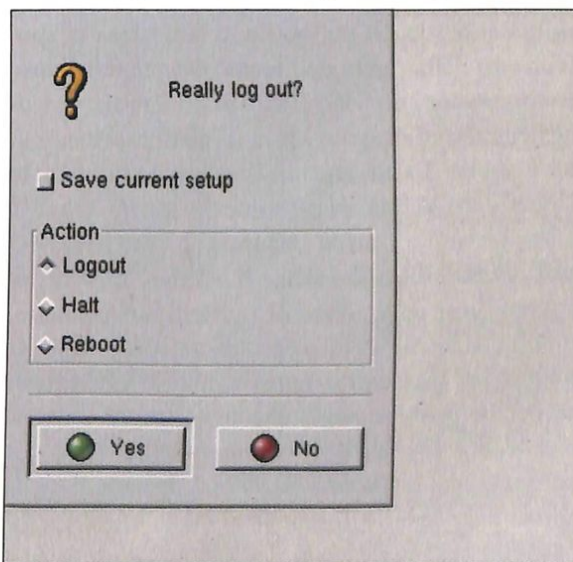 Really log out?
Save current setup
Action
Logout
Halt
Reboot
Yes
No